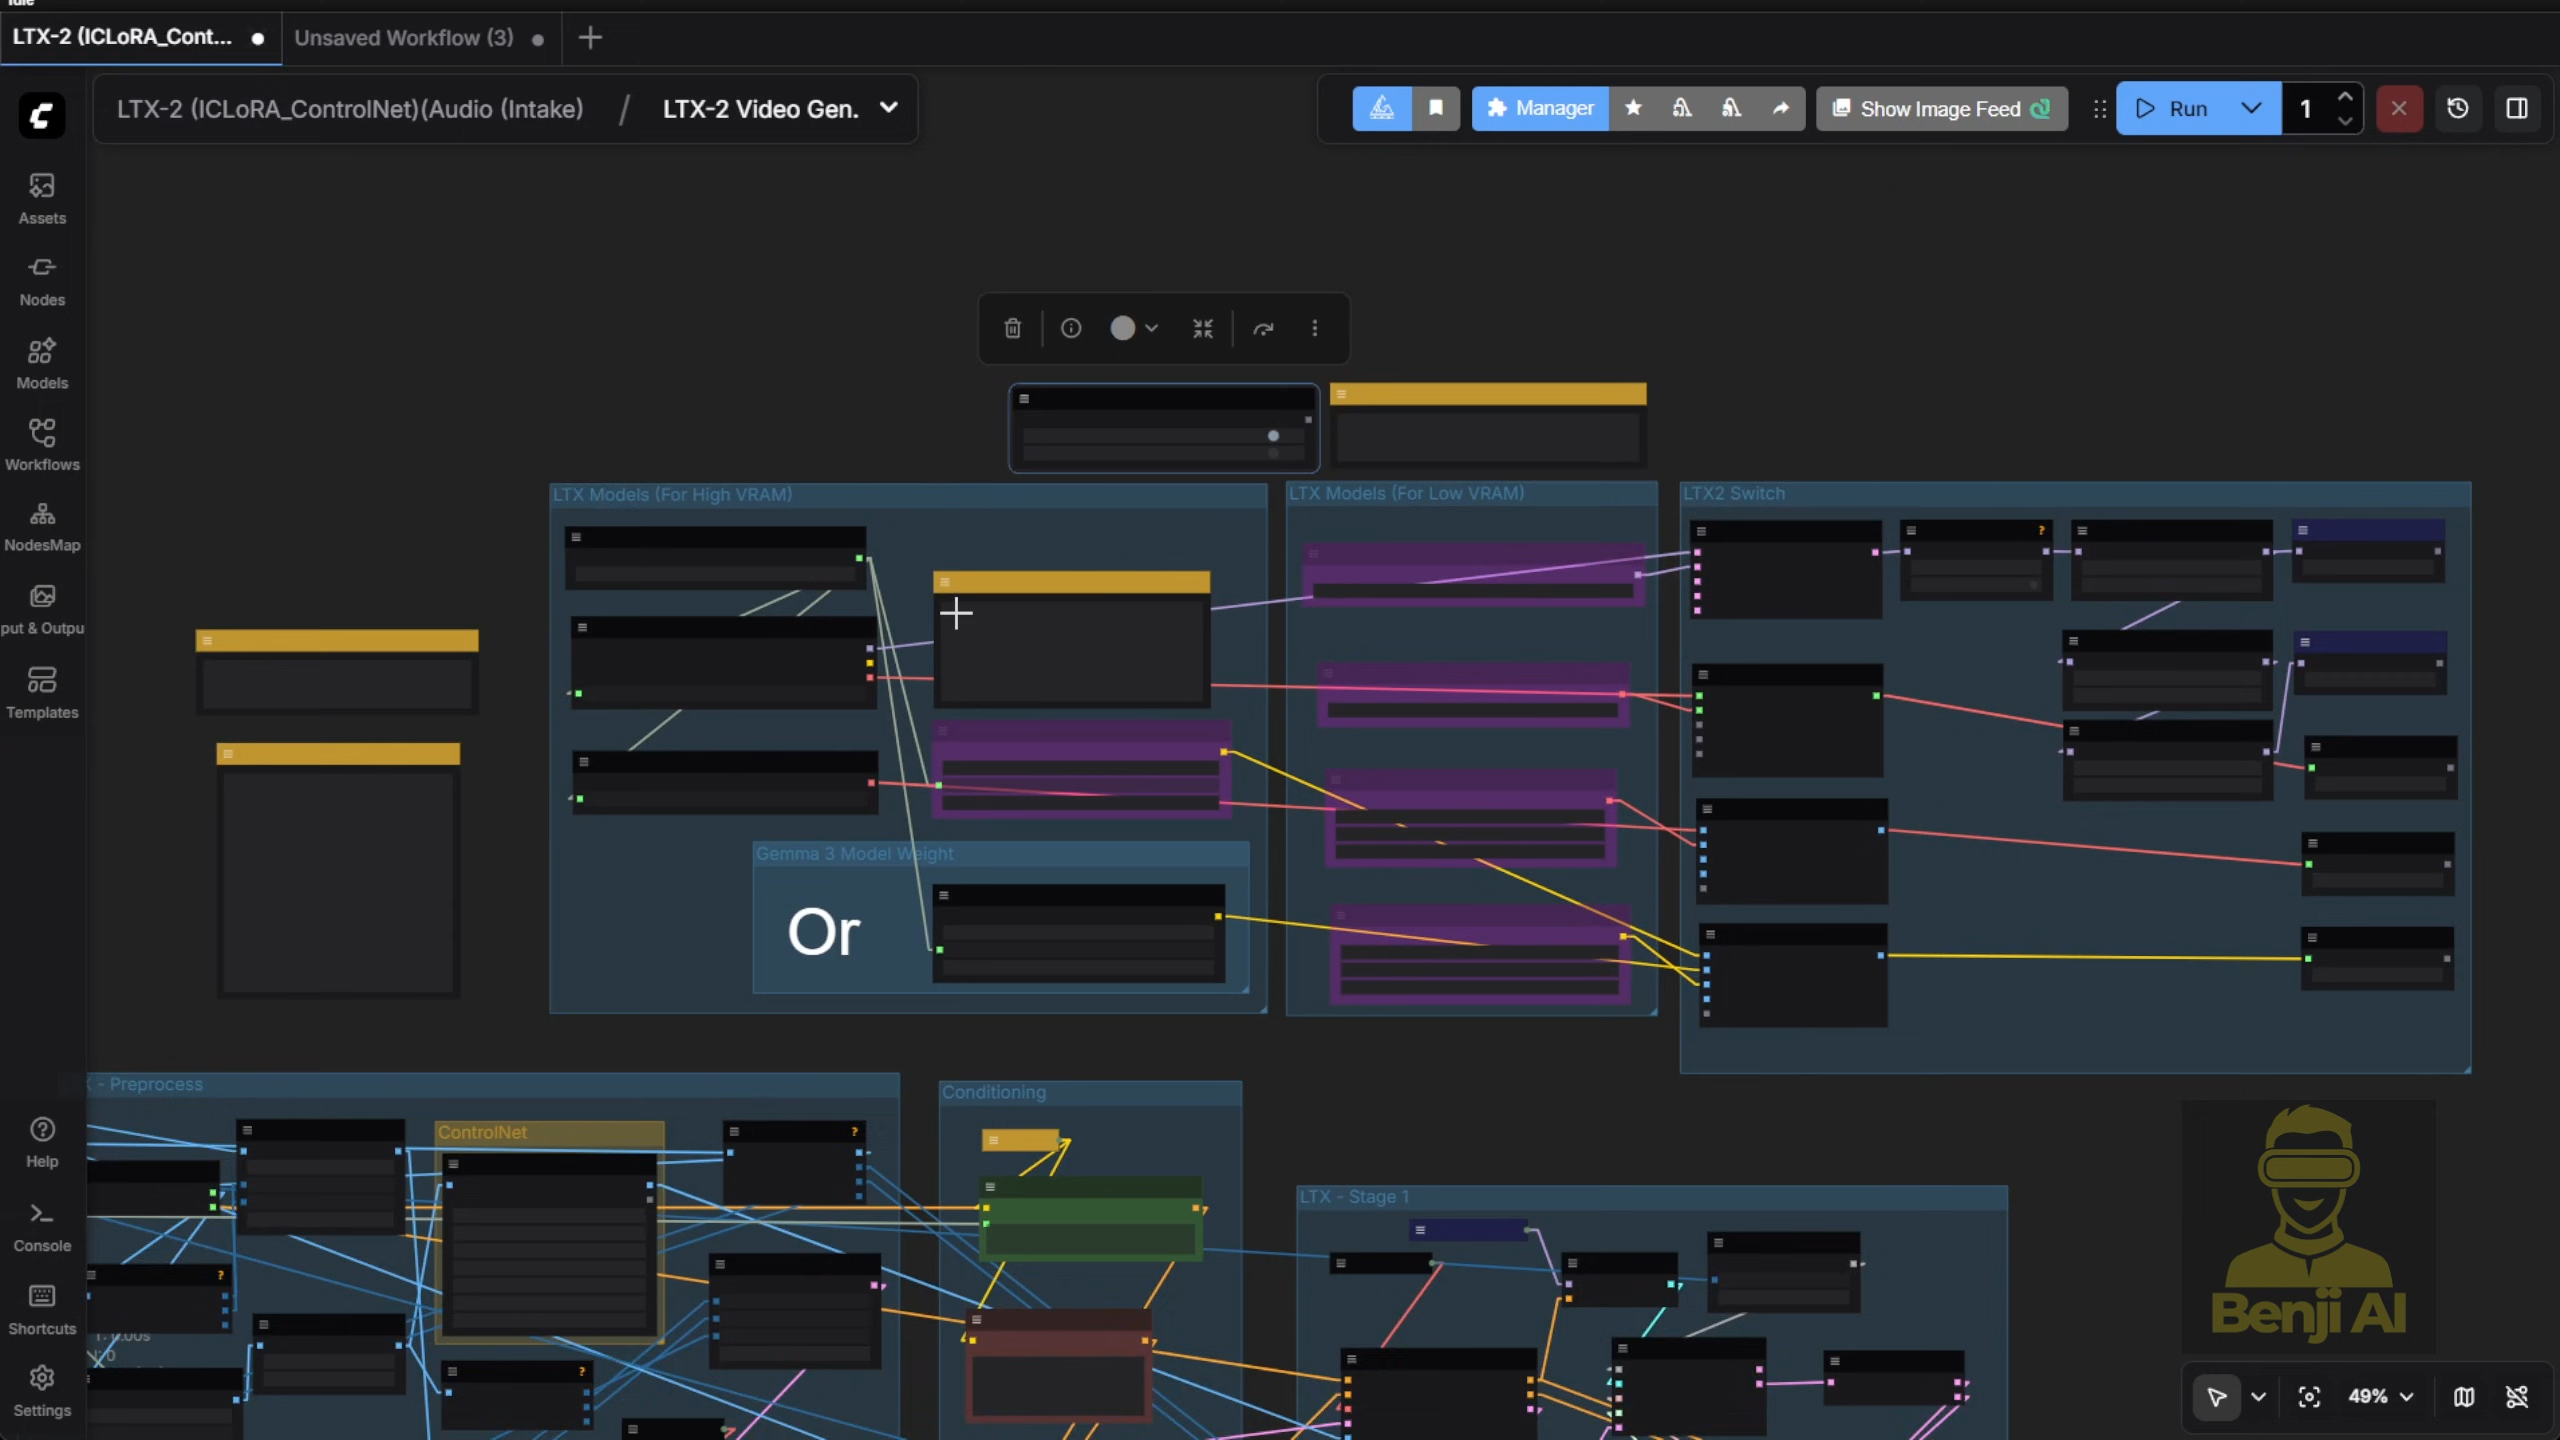 Idle
LTX-2 (ICLoRA_Cont...
Unsaved Workflow (3)
LTX-2 (ICLoRA_ControlNet)(Audio (Intake) / LTX-2 Video Gen.
Manager
Show Image Feed
Run
1
Assets
Nodes
Models
Workflows
NodesMap
put & Outpu
Templates
Help
Console
Shortcuts
Settings
LTX Models (For High VRAM)
LTX Models (For Low VRAM)
LTX2 Switch
Gemma 3 Model Weight
Or
- Preprocess
ControlNet
Conditioning
LTX - Stage 1
Benji AI
49%